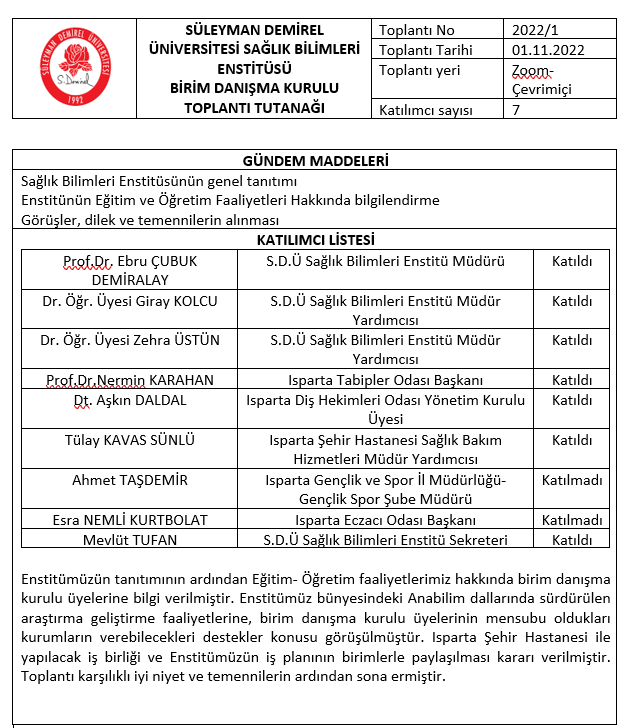 SÜLEYMAN DEMİREL ÜNİVERSİTESİ
S. Demirel
1992
SÜLEYMAN DEMİREL
ÜNİVERSİTESİ SAĞLIK BİLİMLERİ
ENSTİTÜSÜ
BİRİM DANIŞMA KURULU
TOPLANTI TUTANAĞI
Toplantı No 2022/1
Toplantı Tarihi 01.11.2022
Toplantı yeri Zoom-
Çevrimiçi
Katılımcı sayısı 7
GÜNDEM MADDELERİ
Sağlık Bilimleri Enstitüsünün genel tanıtımı
Enstitünün Eğitim ve Öğretim Faaliyetleri Hakkında bilgilendirme
Görüşler, dilek ve temennilerin alınması
KATILIMCI LİSTESİ
Prof.Dr. Ebru ÇUBUK S.D.Ü Sağlık Bilimleri Enstitü Müdürü Katıldı
DEMİRALAY
Dr. Öğr. Üyesi Giray KOLCU S.D.Ü Sağlık Bilimleri Enstitü Müdür Katıldı
Yardımcısı
Dr. Öğr. Üyesi Zehra ÜSTÜN S.D.Ü Sağlık Bilimleri Enstitü Müdür Katıldı
Yardımcısı
Prof.Dr.Nermin KARAHAN Isparta Tabipler Odası Başkanı Katıldı
Dt. Aşkın DALDAL Isparta Diş Hekimleri Odası Yönetim Kurulu Katıldı
Üyesi
Tülay KAVAS SÜNLÜ Isparta Şehir Hastanesi Sağlık Bakım Katıldı
Hizmetleri Müdür Yardımcısı
Ahmet TAŞDEMİR Isparta Gençlik ve Spor İl Müdürlüğü- Katılmadı
Gençlik Spor Şube Müdürü
Esra NEMLİ KURTBOLAT Isparta Eczacı Odası Başkanı Katılmadı
Mevlüt TUFAN S.D.Ü Sağlık Bilimleri Enstitü Sekreteri Katıldı
Enstitümüzün tanıtımının ardından Eğitim- Öğretim faaliyetlerimiz hakkında birim danışma
kurulu üyelerine bilgi verilmiştir. Enstitümüz bünyesindeki Anabilim dallarında sürdürülen
araştırma geliştirme faaliyetlerine, birim danışma kurulu üyelerinin mensubu oldukları
kurumların verebilecekleri destekler konusu görüşülmüştür. Isparta Şehir Hastanesi ile
yapılacak iş birliği ve Enstitümüzün iş planının birimlerle paylaşılması kararı verilmiştir.
Toplantı karşılıklı iyi niyet ve temennilerin ardından sona ermiştir.